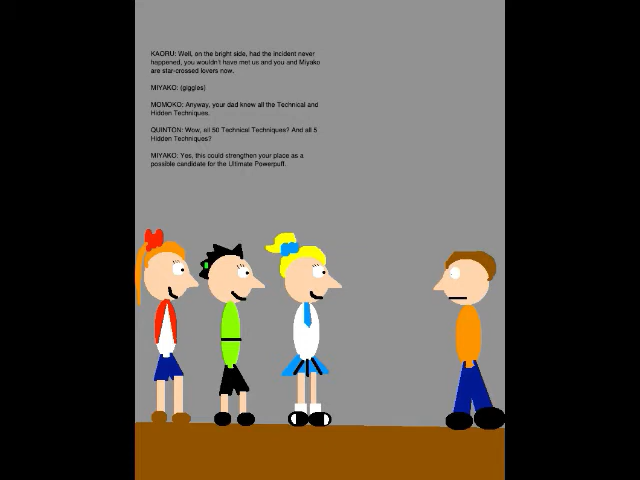 KAORU: Well, on the bright side, had the incident never
happened, you wouldn't have met us and you and Miyako
are star-crossed lovers now.
MIYAKO: (giggles)
MOMOKO: Anyway, your dad knew all the Technical and
Hidden Techniques.
QUINTON: Wow, all 50 Technical Techniques? And all 5
Hidden Techniques?
MIYAKO: Yes, this could strengthen your place as a
possible candidate for the Ultimate Powerpuff.